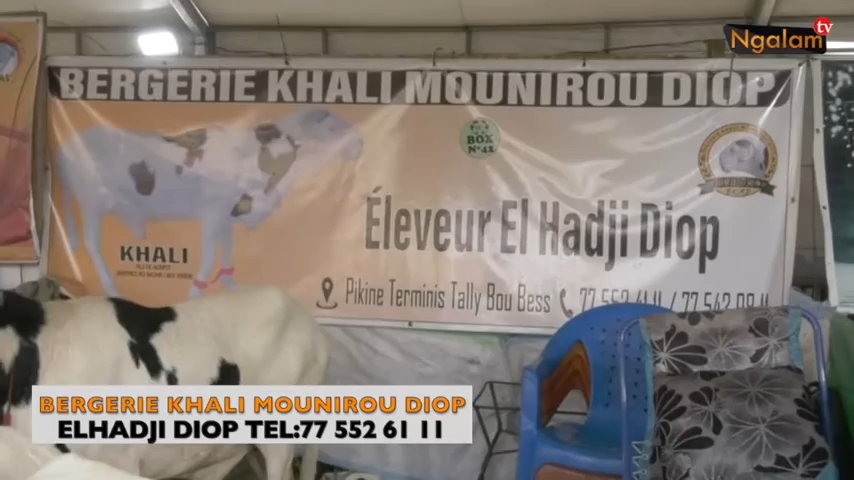 Ngalam tv
BERGERIE KHALI MOUNIROU DIOP
BOX
N°42
Éleveur El Hadji Diop
KHALI
Pikine Terminis Tally Bou Bess
BERGERIE KHALI MOUNIROU DIOP
ELHADJI DIOP TEL:77 552 61 11